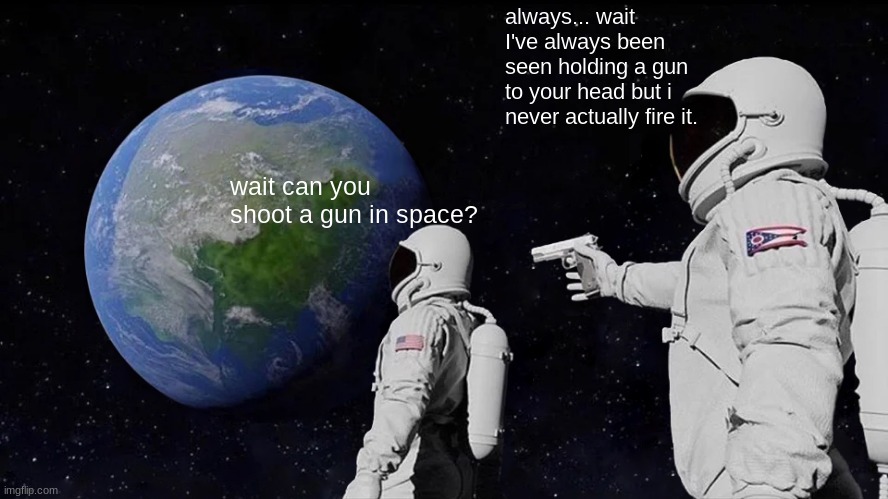 always... wait
I've always been
seen holding a gun
to your head but i
never actually fire it.
wait can you
shoot a gun in space?
imgflip.com